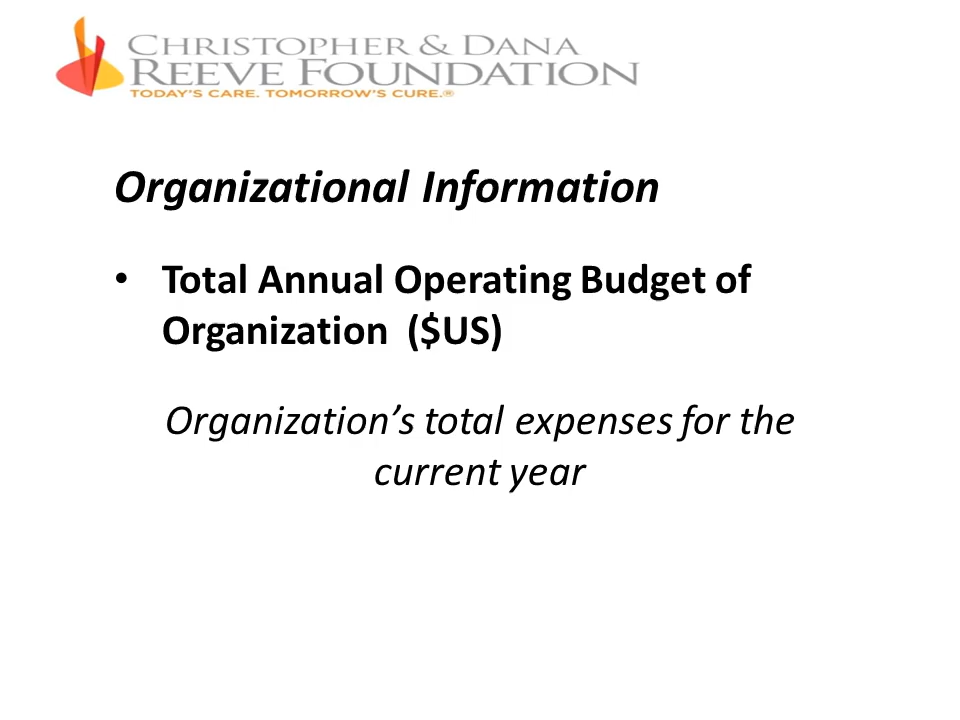 CHRISTOPHER & DANA
REEVE FOUNDATION
TODAY'S CARE. TOMORROW'S CURE.®
Organizational Information
• Total Annual Operating Budget of
Organization ($US)
Organization’s total expenses for the
current year